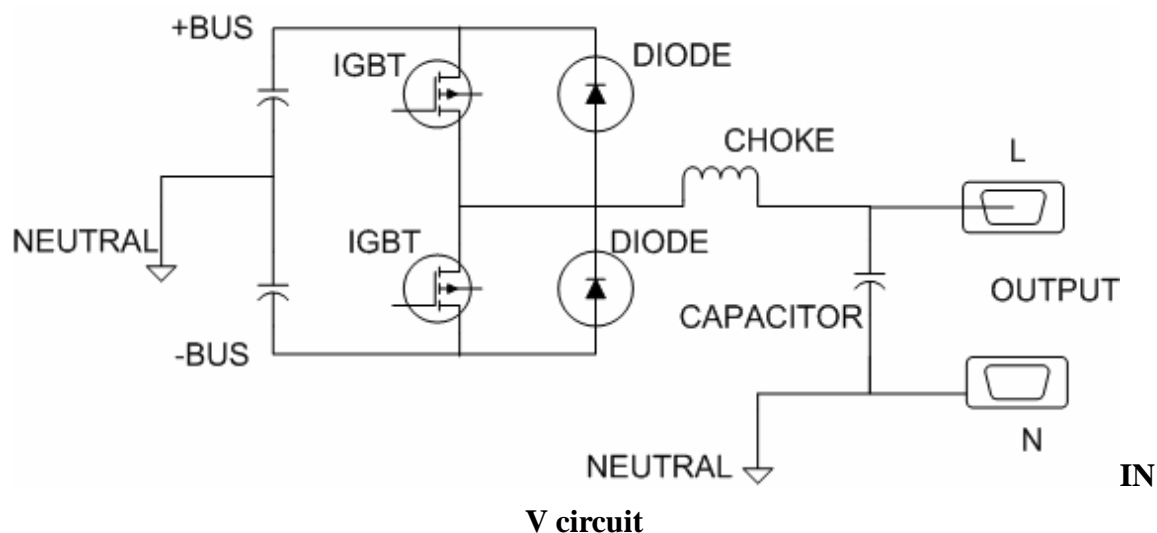 +BUS
IGBT
DIODE
CHOKE
L
NEUTRAL
IGBT
DIODE
CAPACITOR
OUTPUT
-BUS
N
NEUTRAL
IN
V circuit